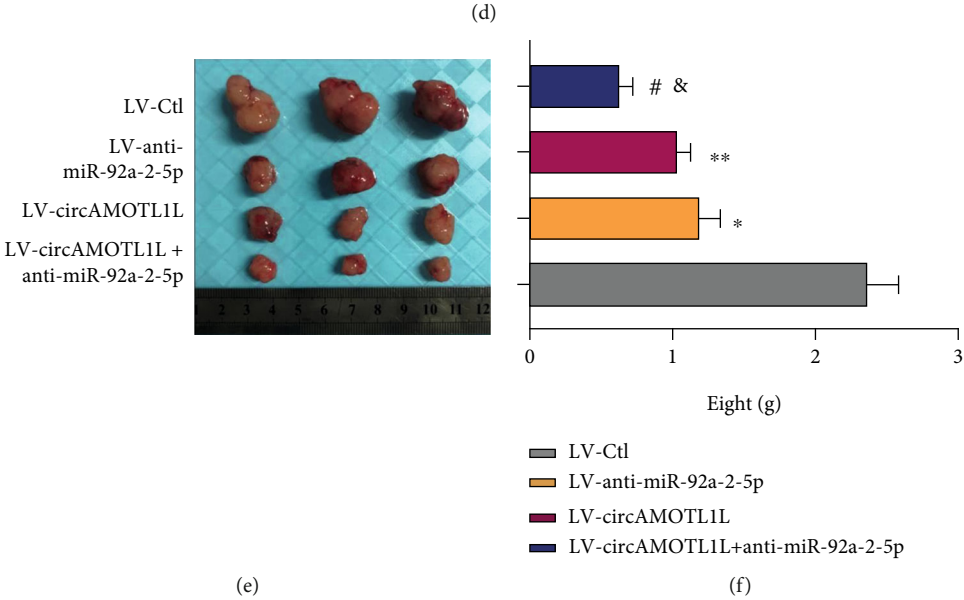 (d)
LV-Ctl
LV-anti-
miR-92a-2-5p
LV-circAMOTL1L
LV-circAMOTL1L +
anti-miR-92a-2-5p
1 2 3 4 5 6 7 8 9 10 11 12
# &
**
*
0 1 2 3
Eight (g)
LV-Ctl
LV-anti-miR-92a-2-5p
LV-circAMOTL1L
LV-circAMOTL1L+anti-miR-92a-2-5p
(e) (f)